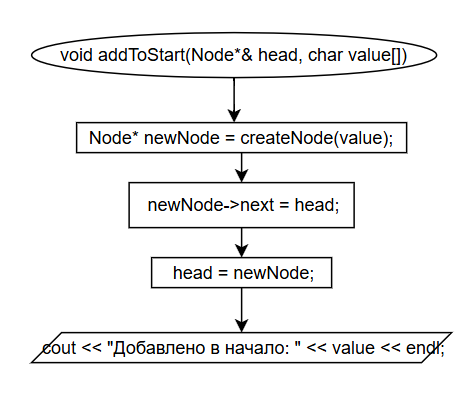 void addToStart(Node*& head, char value[])
Node* newNode = createNode(value);
newNode->next = head;
head = newNode;
cout << "Добавлено в начало: " << value << endl;